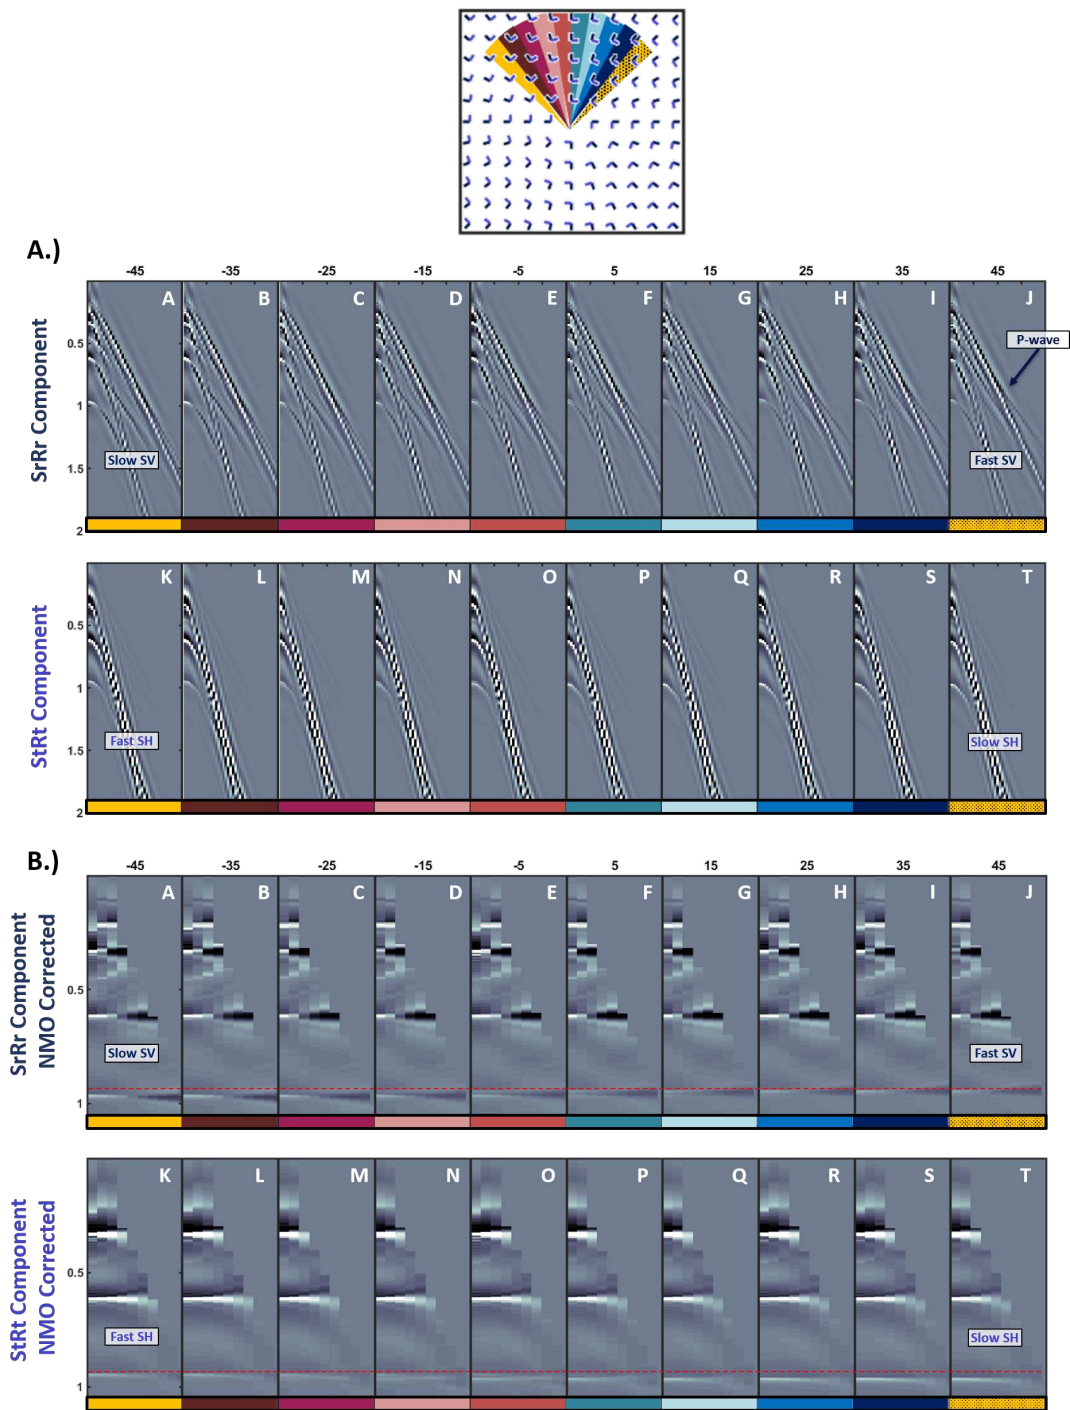 A.)
-45 -35 -25 -15 -5 5 15 25 35 45
SrRr Component
A B C D E F G H I J
P-wave
0.5
1
Slow SV Fast SV
1.5
2
StRt Component
K L M N O P Q R S T
0.5
1
Fast SH Slow SH
1.5
2
B.)
-45 -35 -25 -15 -5 5 15 25 35 45
SrRr Component
NMO Corrected
A B C D E F G H I J
0.5
Slow SV Fast SV
1
StRt Component
NMO Corrected
K L M N O P Q R S T
0.5
Fast SH Slow SH
1